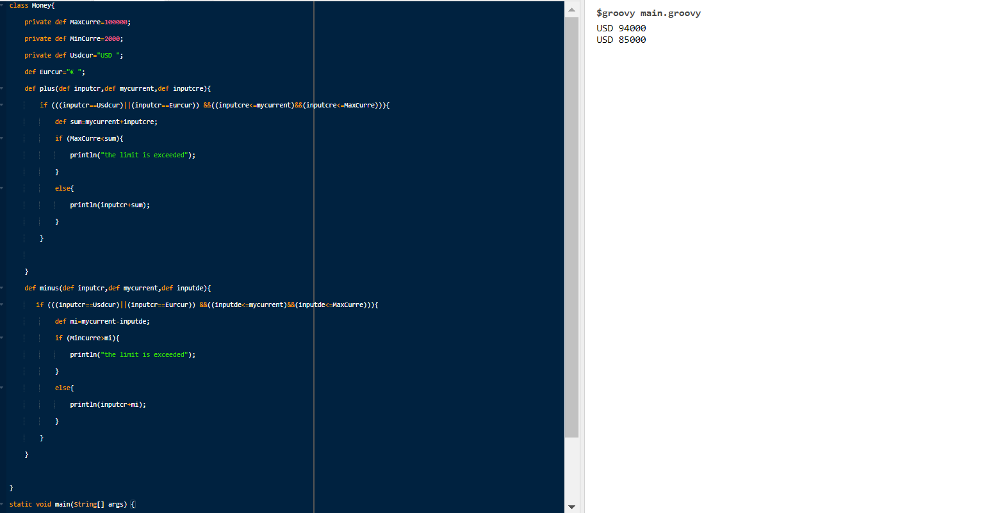 class Money{
private def MaxCurre=100000;
private def MinCurre=2000;
private def Usdcur="USD ";
def Eurcur="€ ";
def plus(def inputcr,def mycurrent,def inputcre){
if (((inputcr==Usdcur)||(inputcr==Eurcur)) &&((inputcre<=mycurrent)&&(inputcre<=MaxCurre))){
def sum=mycurrent+inputcre;
if (MaxCurre<sum){
println("the limit is exceeded");
}
else{
println(inputcr+sum);
}
}
}
def minus(def inputcr,def mycurrent,def inputde){
if (((inputcr==Usdcur)||(inputcr==Eurcur)) &&((inputde<=mycurrent)&&(inputde<=MaxCurre))){
def mi=mycurrent-inputde;
if (MinCurre>mi){
println("the limit is exceeded");
}
else{
println(inputcr+mi);
}
}
}
}
static void main(String[] args) {
$groovy main.groovy
USD 94000
USD 85000